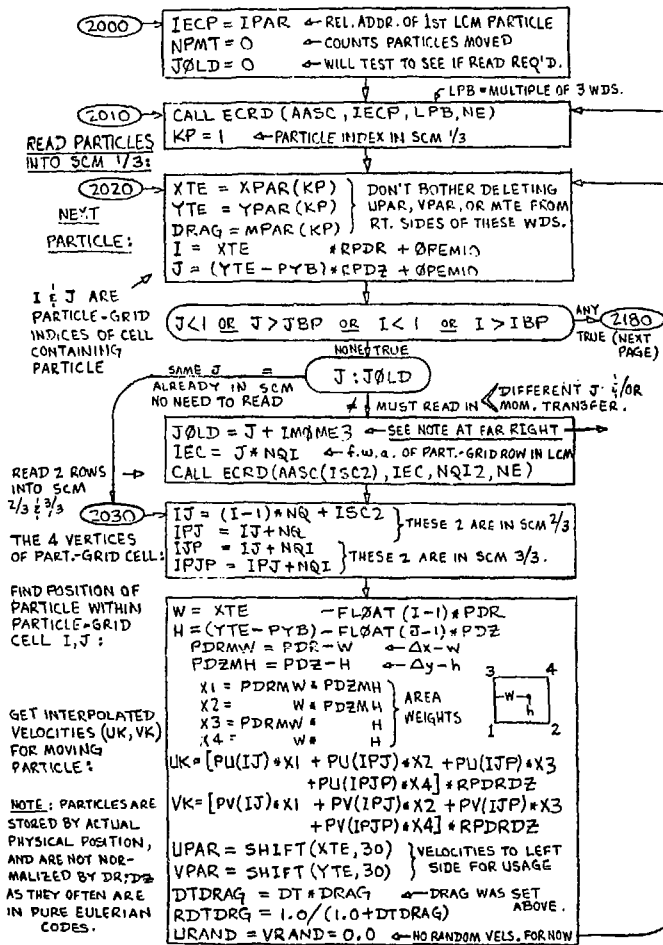 2000
IECP = IPAR ← REL. ADDR. OF 1ST LCM PARTICLE
NPMT = 0 ← COUNTS PARTICLES MOVED
JØLD = 0 ← WILL TEST TO SEE IF READ REQ'D.
LPB = MULTIPLE OF 3 WDS.
2010
CALL ECRD (AASC, IECP, LPB, NE)
KP = 1 ← PARTICLE INDEX IN SCM 1/3
READ PARTICLES
INTO SCM 1/3:
2020
XTE = XPAR(KP)
YTE = YPAR(KP)
DRAG = MPAR(KP)
DON'T BOTHER DELETING
UPAR, VPAR, OR MTE FROM
RT. SIDES OF THESE WDS.
I = XTE *RPDR + ØPEM10
J = (YTE-PYB)*RPDZ + ØPEM10
NEXT
PARTICLE:
I & J ARE
PARTICLE-GRID
INDICES OF CELL
CONTAINING
PARTICLE
J<1 OR J>JBP OR I<1 OR I>IBP
ANY
TRUE
2180
(NEXT
PAGE)
NONE TRUE
SAME J =
ALREADY IN SCM
NO NEED TO READ
J:JØLD
≠ MUST READ IN
DIFFERENT J &/OR
MOM. TRANSFER.
JØLD = J + IMØME3 ← SEE NOTE AT FAR RIGHT →
IEC = J * NQI ← f.w.a. OF PART.-GRID ROW IN LCM
CALL ECRD(AASC(ISC2), IEC, NQI2, NE)
READ 2 ROWS
INTO SCM
2/3 & 3/3
2030
IJ = (I-1)*NQ + ISC2
IPJ = IJ+NQ
THESE 2 ARE IN SCM 2/3
IJP = IJ+NQI
IPJP = IPJ+NQI
THESE 2 ARE IN SCM 3/3.
THE 4 VERTICES
OF PART.-GRID CELL:
FIND POSITION OF
PARTICLE WITHIN
PARTICLE-GRID
CELL I,J:
W = XTE -FLØAT(I-1)*PDR
H = (YTE-PYB)-FLØAT(J-1)*PDZ
PDRMW = PDR-W ← Δx-w
PDZMH = PDZ-H ← Δy-h
X1 = PDRMW * PDZMH
X2 = W * PDZMH
X3 = PDRMW * H
X4 = W * H
AREA
WEIGHTS
3 4
W
h
1 2
GET INTERPOLATED
VELOCITIES (UK, VK)
FOR MOVING
PARTICLE:
UK=[PU(IJ)*X1 + PU(IPJ)*X2 + PU(IJP)*X3
+PU(IPJP)*X4] * RPDRDZ
VK=[PV(IJ)*X1 + PV(IPJ)*X2 + PV(IJP)*X3
+PV(IPJP)*X4] * RPDRDZ
UPAR = SHIFT(XTE,30)
VPAR = SHIFT(YTE,30)
VELOCITIES TO LEFT
SIDE FOR USAGE
DTDRAG = DT * DRAG ← DRAG WAS SET
ABOVE.
RDTDRG = 1.0/(1.0+DTDRAG)
URAND = VRAND = 0.0 ← NO RANDOM VELS. FOR NOW
NOTE: PARTICLES ARE
STORED BY ACTUAL
PHYSICAL POSITION,
AND ARE NOT NOR-
MALIZED BY DR,DZ
AS THEY OFTEN ARE
IN PURE EULERIAN
CODES.